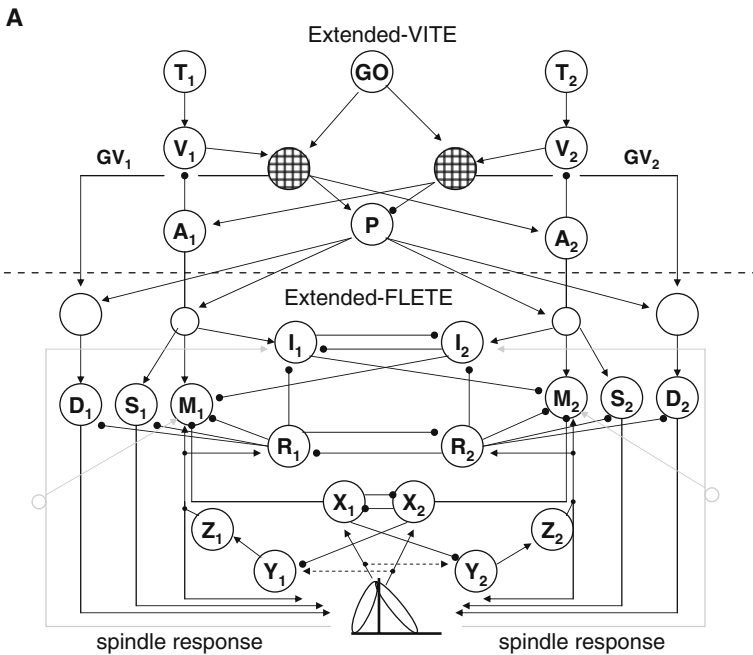 A
Extended-VITE
T1 GO T2
V1 V2
GV1 GV2
A1 P A2
Extended-FLETE
I1 I2
D1 S1 M1 M2 S2 D2
R1 R2
X1 X2
Z1 Z2
Y1 Y2
spindle response spindle response